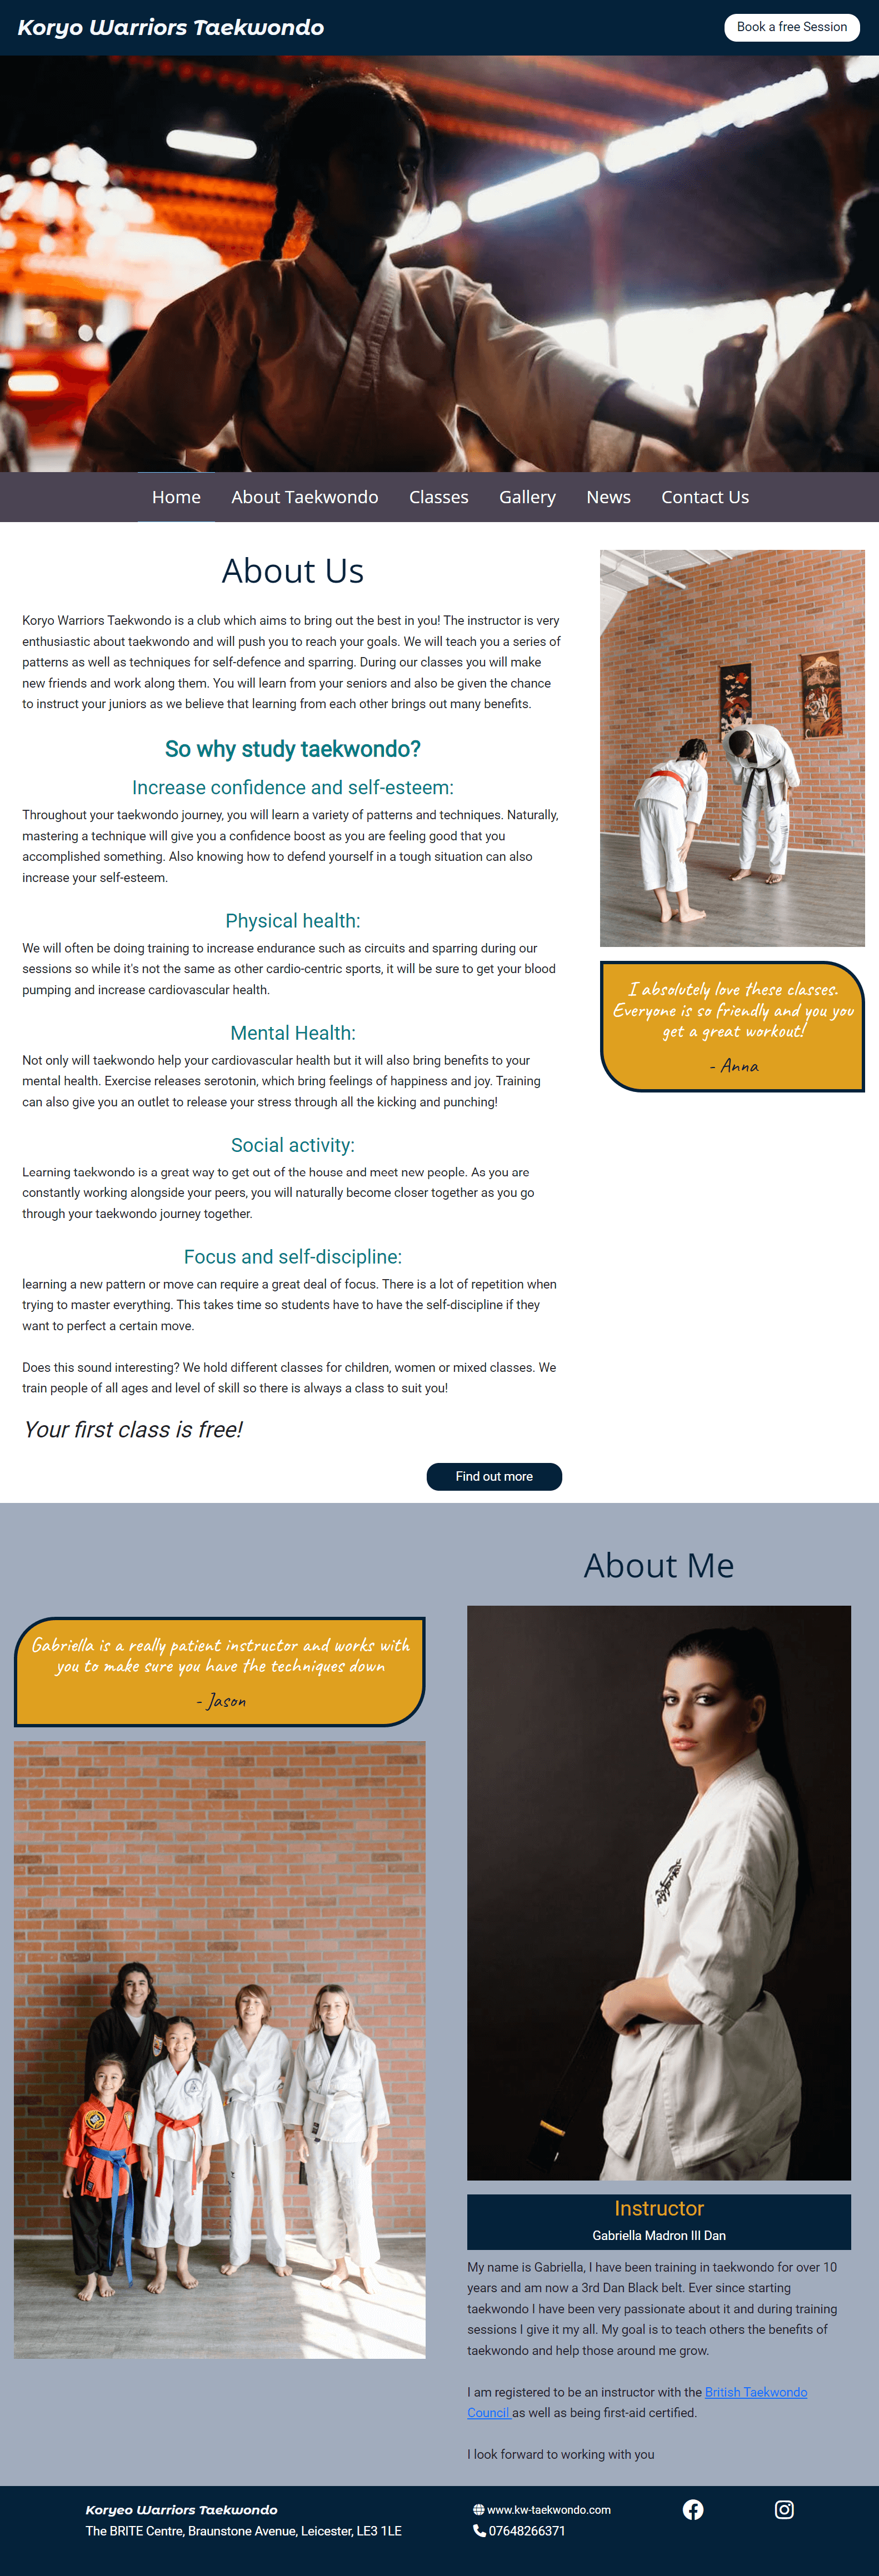 Koryo Warriors Taekwondo
Book a free Session
Home About Taekwondo Classes Gallery News Contact Us
About Us
Koryo Warriors Taekwondo is a club which aims to bring out the best in you! The instructor is very
enthusiastic about taekwondo and will push you to reach your goals. We will teach you a series of
patterns as well as techniques for self-defence and sparring. During our classes you will make
new friends and work along them. You will learn from your seniors and also be given the chance
to instruct your juniors as we believe that learning from each other brings out many benefits.
So why study taekwondo?
Increase confidence and self-esteem:
Throughout your taekwondo journey, you will learn a variety of patterns and techniques. Naturally,
mastering a technique will give you a confidence boost as you are feeling good that you
accomplished something. Also knowing how to defend yourself in a tough situation can also
increase your self-esteem.
Physical health:
We will often be doing training to increase endurance such as circuits and sparring during our
sessions so while it's not the same as other cardio-centric sports, it will be sure to get your blood
pumping and increase cardiovascular health.
Mental Health:
Not only will taekwondo help your cardiovascular health but it will also bring benefits to your
mental health. Exercise releases serotonin, which bring feelings of happiness and joy. Training
can also give you an outlet to release your stress through all the kicking and punching!
Social activity:
Learning taekwondo is a great way to get out of the house and meet new people. As you are
constantly working alongside your peers, you will naturally become closer together as you go
through your taekwondo journey together.
Focus and self-discipline:
learning a new pattern or move can require a great deal of focus. There is a lot of repetition when
trying to master everything. This takes time so students have to have the self-discipline if they
want to perfect a certain move.
Does this sound interesting? We hold different classes for children, women or mixed classes. We
train people of all ages and level of skill so there is always a class to suit you!
Your first class is free!
Find out more
I absolutely love these classes.
Everyone is so friendly and you you
get a great workout!
- Anna
Gabriella is a really patient instructor and works with
you to make sure you have the techniques down
- Jason
About Me
Instructor
Gabriella Madron III Dan
My name is Gabriella, I have been training in taekwondo for over 10
years and am now a 3rd Dan Black belt. Ever since starting
taekwondo I have been very passionate about it and during training
sessions I give it my all. My goal is to teach others the benefits of
taekwondo and help those around me grow.
I am registered to be an instructor with the British Taekwondo
Council as well as being first-aid certified.
I look forward to working with you
Koryeo Warriors Taekwondo
The BRITE Centre, Braunstone Avenue, Leicester, LE3 1LE
www.kw-taekwondo.com
07648266371